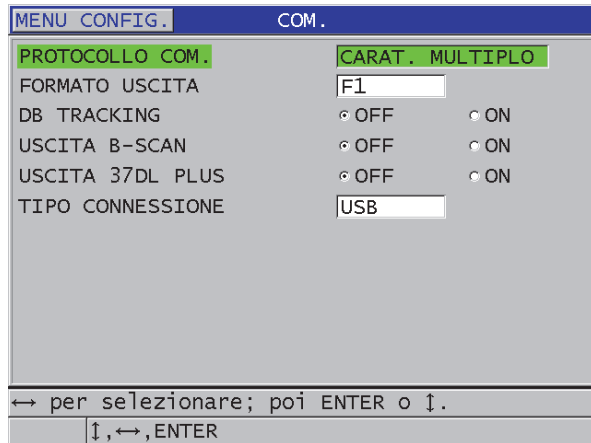 MENU CONFIG. COM.
PROTOCOLLO COM. CARAT. MULTIPLO
FORMATO USCITA F1
DB TRACKING OFF ON
USCITA B-SCAN OFF ON
USCITA 37DL PLUS OFF ON
TIPO CONNESSIONE USB
↔ per selezionare; poi ENTER o ↕.
↕,↔,ENTER